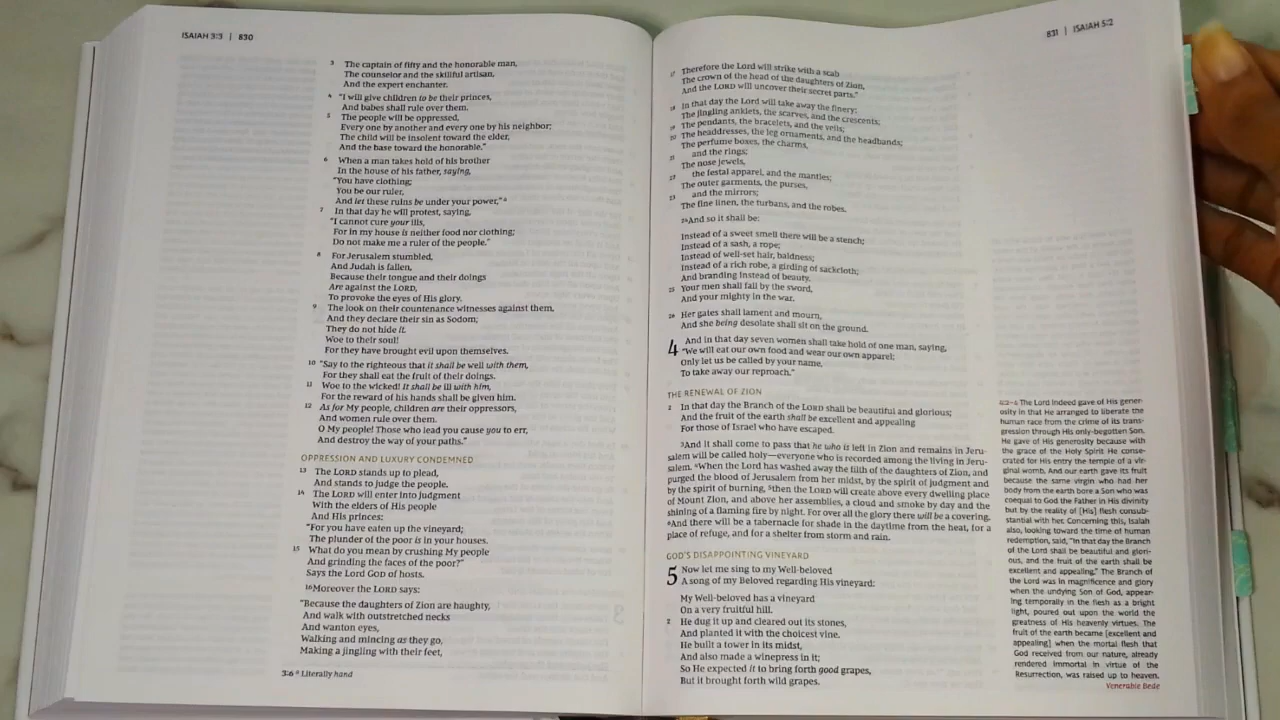 ISAIAH 3:3 | 830
3 The captain of fifty and the honorable man,
The counselor and the skillful artisan,
And the expert enchanter.
4 "I will give children to be their princes,
And babes shall rule over them.
5 The people will be oppressed,
Every one by another and every one by his neighbor;
The child will be insolent toward the elder,
And the base toward the honorable."
6 When a man takes hold of his brother
In the house of his father, saying,
"You have clothing;
You be our ruler,
And let these ruins be under your power,"a
7 In that day he will protest, saying,
"I cannot cure your ills,
For in my house is neither food nor clothing;
Do not make me a ruler of the people."
8 For Jerusalem stumbled,
And Judah is fallen,
Because their tongue and their doings
Are against the LORD,
To provoke the eyes of His glory.
9 The look on their countenance witnesses against them,
And they declare their sin as Sodom;
They do not hide it.
Woe to their soul!
For they have brought evil upon themselves.
10 "Say to the righteous that it shall be well with them,
For they shall eat the fruit of their doings.
11 Woe to the wicked! It shall be ill with him,
For the reward of his hands shall be given him.
12 As for My people, children are their oppressors,
And women rule over them.
O My people! Those who lead you cause you to err,
And destroy the way of your paths."
OPPRESSION AND LUXURY CONDEMNED
13 The LORD stands up to plead,
And stands to judge the people.
14 The LORD will enter into judgment
With the elders of His people
And His princes:
"For you have eaten up the vineyard;
The plunder of the poor is in your houses.
15 What do you mean by crushing My people
And grinding the faces of the poor?"
Says the Lord GOD of hosts.
16Moreover the LORD says:
"Because the daughters of Zion are haughty,
And walk with outstretched necks
And wanton eyes,
Walking and mincing as they go,
Making a jingling with their feet,
3:6 a Literally hand
831 | ISAIAH 5:2
17 Therefore the Lord will strike with a scab
The crown of the head of the daughters of Zion,
And the LORD will uncover their secret parts."
18 In that day the Lord will take away the finery:
The jingling anklets, the scarves, and the crescents;
19 The pendants, the bracelets, and the veils;
20 The headdresses, the leg ornaments, and the headbands;
The perfume boxes, the charms,
21 and the rings;
The nose jewels,
22 the festal apparel, and the mantles;
The outer garments, the purses,
23 and the mirrors;
The fine linen, the turbans, and the robes.
24And so it shall be:
Instead of a sweet smell there will be a stench;
Instead of a sash, a rope;
Instead of well-set hair, baldness;
Instead of a rich robe, a girding of sackcloth;
And branding instead of beauty.
25 Your men shall fall by the sword,
And your mighty in the war.
26 Her gates shall lament and mourn,
And she being desolate shall sit on the ground.
4 And in that day seven women shall take hold of one man, saying,
"We will eat our own food and wear our own apparel;
Only let us be called by your name,
To take away our reproach."
THE RENEWAL OF ZION
2 In that day the Branch of the LORD shall be beautiful and glorious;
And the fruit of the earth shall be excellent and appealing
For those of Israel who have escaped.
3And it shall come to pass that he who is left in Zion and remains in Jeru-
salem will be called holy—everyone who is recorded among the living in Jeru-
salem. 4When the Lord has washed away the filth of the daughters of Zion, and
purged the blood of Jerusalem from her midst, by the spirit of judgment and
by the spirit of burning, 5then the LORD will create above every dwelling place
of Mount Zion, and above her assemblies, a cloud and smoke by day and the
shining of a flaming fire by night. For over all the glory there will be a covering.
6And there will be a tabernacle for shade in the daytime from the heat, for a
place of refuge, and for a shelter from storm and rain.
GOD'S DISAPPOINTING VINEYARD
5 Now let me sing to my Well-beloved
A song of my Beloved regarding His vineyard:
My Well-beloved has a vineyard
On a very fruitful hill.
2 He dug it up and cleared out its stones,
And planted it with the choicest vine.
He built a tower in its midst,
And also made a winepress in it;
So He expected it to bring forth good grapes,
But it brought forth wild grapes.
4:2–4 The Lord indeed gave of His gener-
osity in that He arranged to liberate the
human race from the crime of its trans-
gression through His only-begotten Son.
He gave of His generosity because with
the grace of the Holy Spirit He conse-
crated for His entry the temple of a vir-
ginal womb. And our earth gave its fruit
because the same virgin who had her
body from the earth bore a Son who was
coequal to God the Father in His divinity
but by the reality of [His] flesh consub-
stantial with her. Concerning this, Isaiah
also, looking toward the time of human
redemption, said, "In that day the Branch
of the Lord shall be beautiful and glori-
ous, and the fruit of the earth shall be
excellent and appealing." The Branch of
the Lord was in magnificence and glory
when the undying Son of God, appear-
ing temporally in the flesh as a bright
light, poured out upon the world the
greatness of His heavenly virtues. The
fruit of the earth became [excellent and
appealing] when the mortal flesh that
God received from our nature, already
rendered immortal in virtue of the
Resurrection, was raised up to heaven.
Venerable Bede